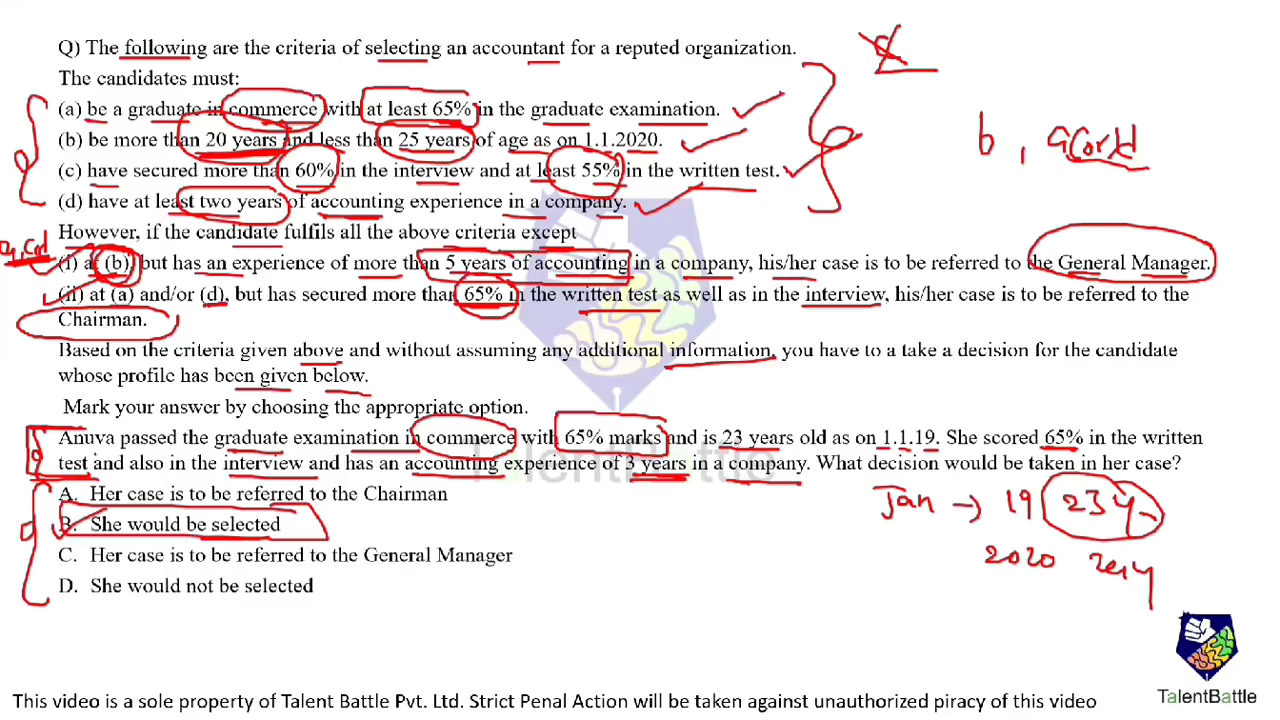 Q) The following are the criteria of selecting an accountant for a reputed organization.
The candidates must:
(a) be a graduate in commerce with at least 65% in the graduate examination.
(b) be more than 20 years and less than 25 years of age as on 1.1.2020.
b,
(c) have secured more than 60% in the interview and at least 55% in the written test.
(d) have at least two years of accounting experience in a company.
However, if the candidate fulfils all the above criteria except
(i) at (b), but has an experience of more than 5 years of accounting in a company, his/her case is to be referred to the General Manager.
(ii) at (a) and/or (d), but has secured more than 65% in the written test as well as in the interview, his/her case is to be referred to the
Chairman.
Based on the criteria given above and without assuming any additional information, you have to a take a decision for the candidate
whose profile has been given below.
Mark your answer by choosing the appropriate option.
Anuva passed the graduate examination in commerce with 65% marks and is 23 years old as on 1.1.19. She scored 65% in the written
test and also in the interview and has an accounting experience of 3 years in a company. What decision would be taken in her case?
A. Her case is to be referred to the Chairman
B. She would be selected
Jan → 19 23 y
C. Her case is to be referred to the General Manager
2020 24 y
D. She would not be selected
TalentBattle
TalentBattle
This video is a sole property of Talent Battle Pvt. Ltd. Strict Penal Action will be taken against unauthorized piracy of this video